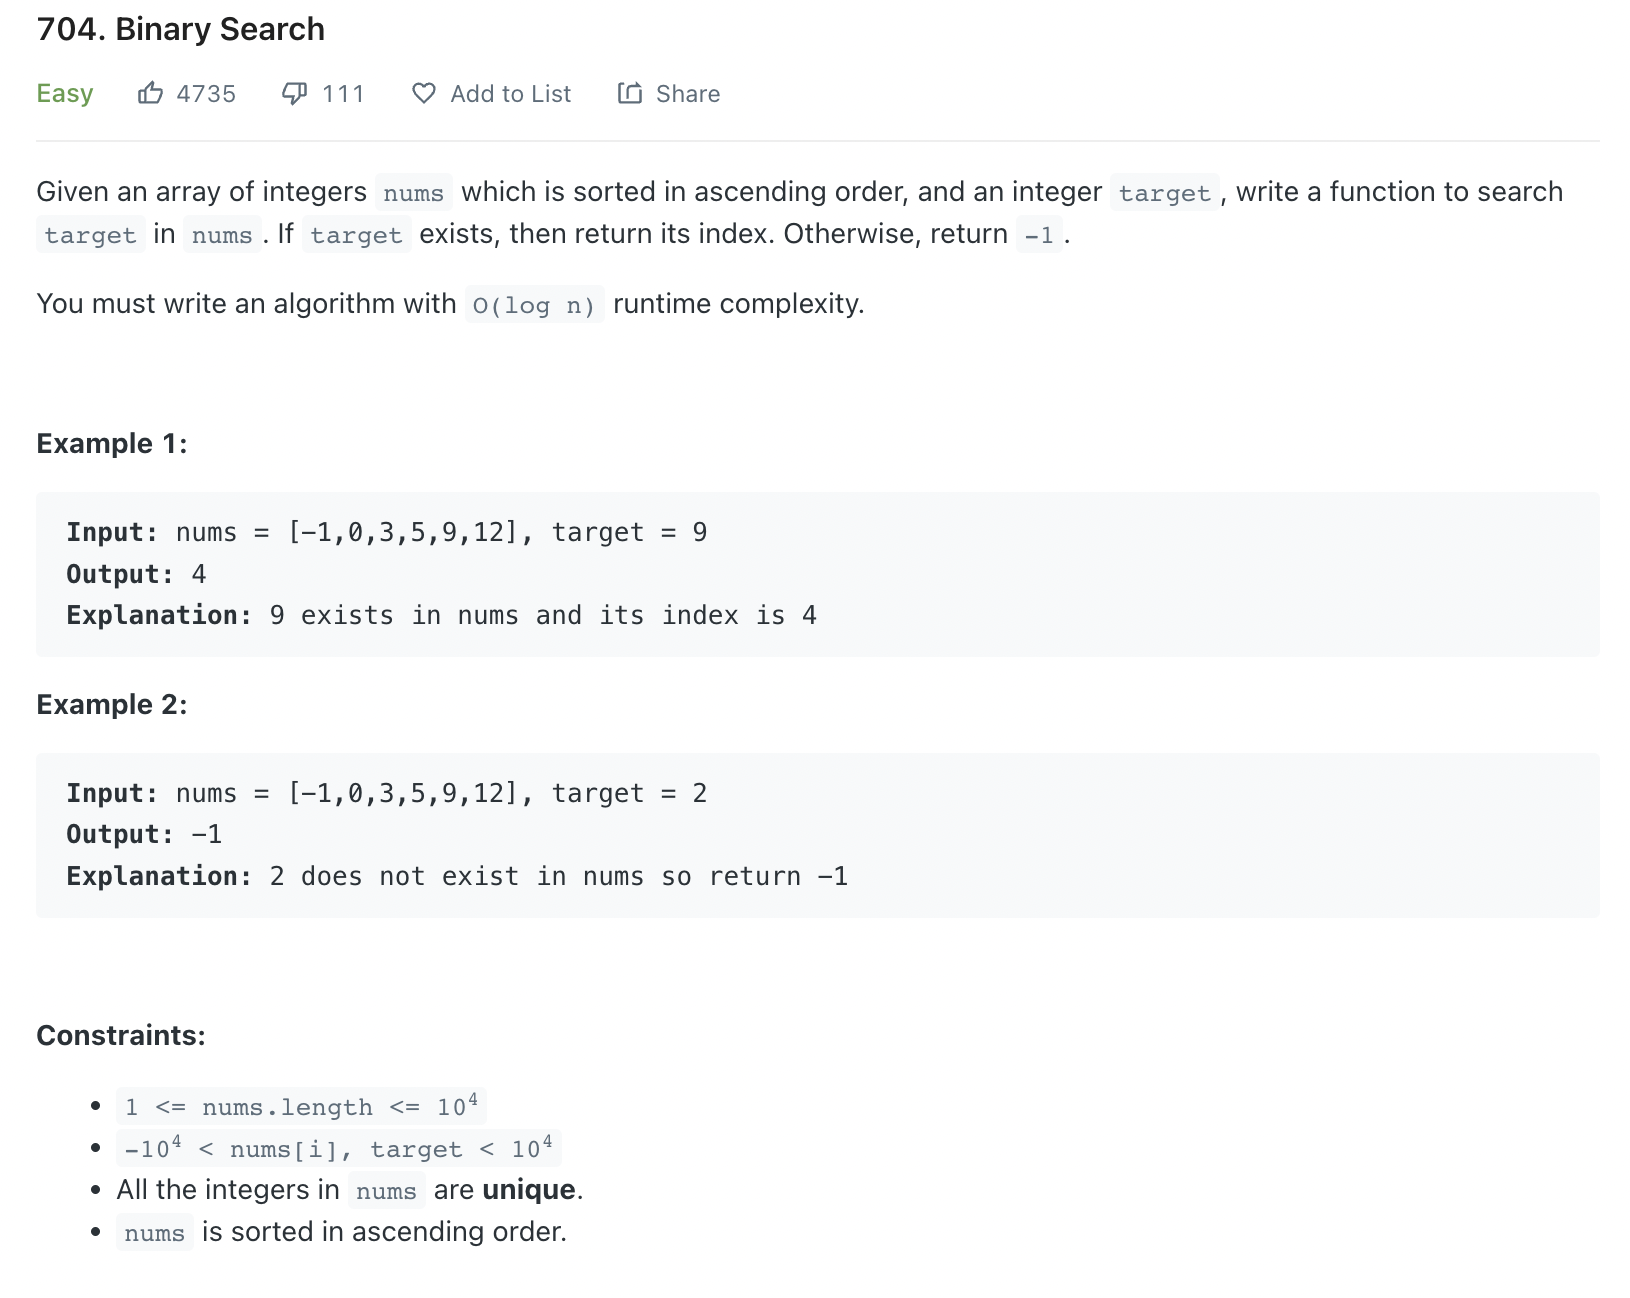 704. Binary Search
Easy 4735 111 Add to List Share
Given an array of integers nums which is sorted in ascending order, and an integer target, write a function to search
target in nums. If target exists, then return its index. Otherwise, return -1.
You must write an algorithm with O(log n) runtime complexity.
Example 1:
Input: nums = [-1,0,3,5,9,12], target = 9
Output: 4
Explanation: 9 exists in nums and its index is 4
Example 2:
Input: nums = [-1,0,3,5,9,12], target = 2
Output: -1
Explanation: 2 does not exist in nums so return -1
Constraints:
• 1 <= nums.length <= 10⁴
• -10⁴ < nums[i], target < 10⁴
• All the integers in nums are unique.
• nums is sorted in ascending order.